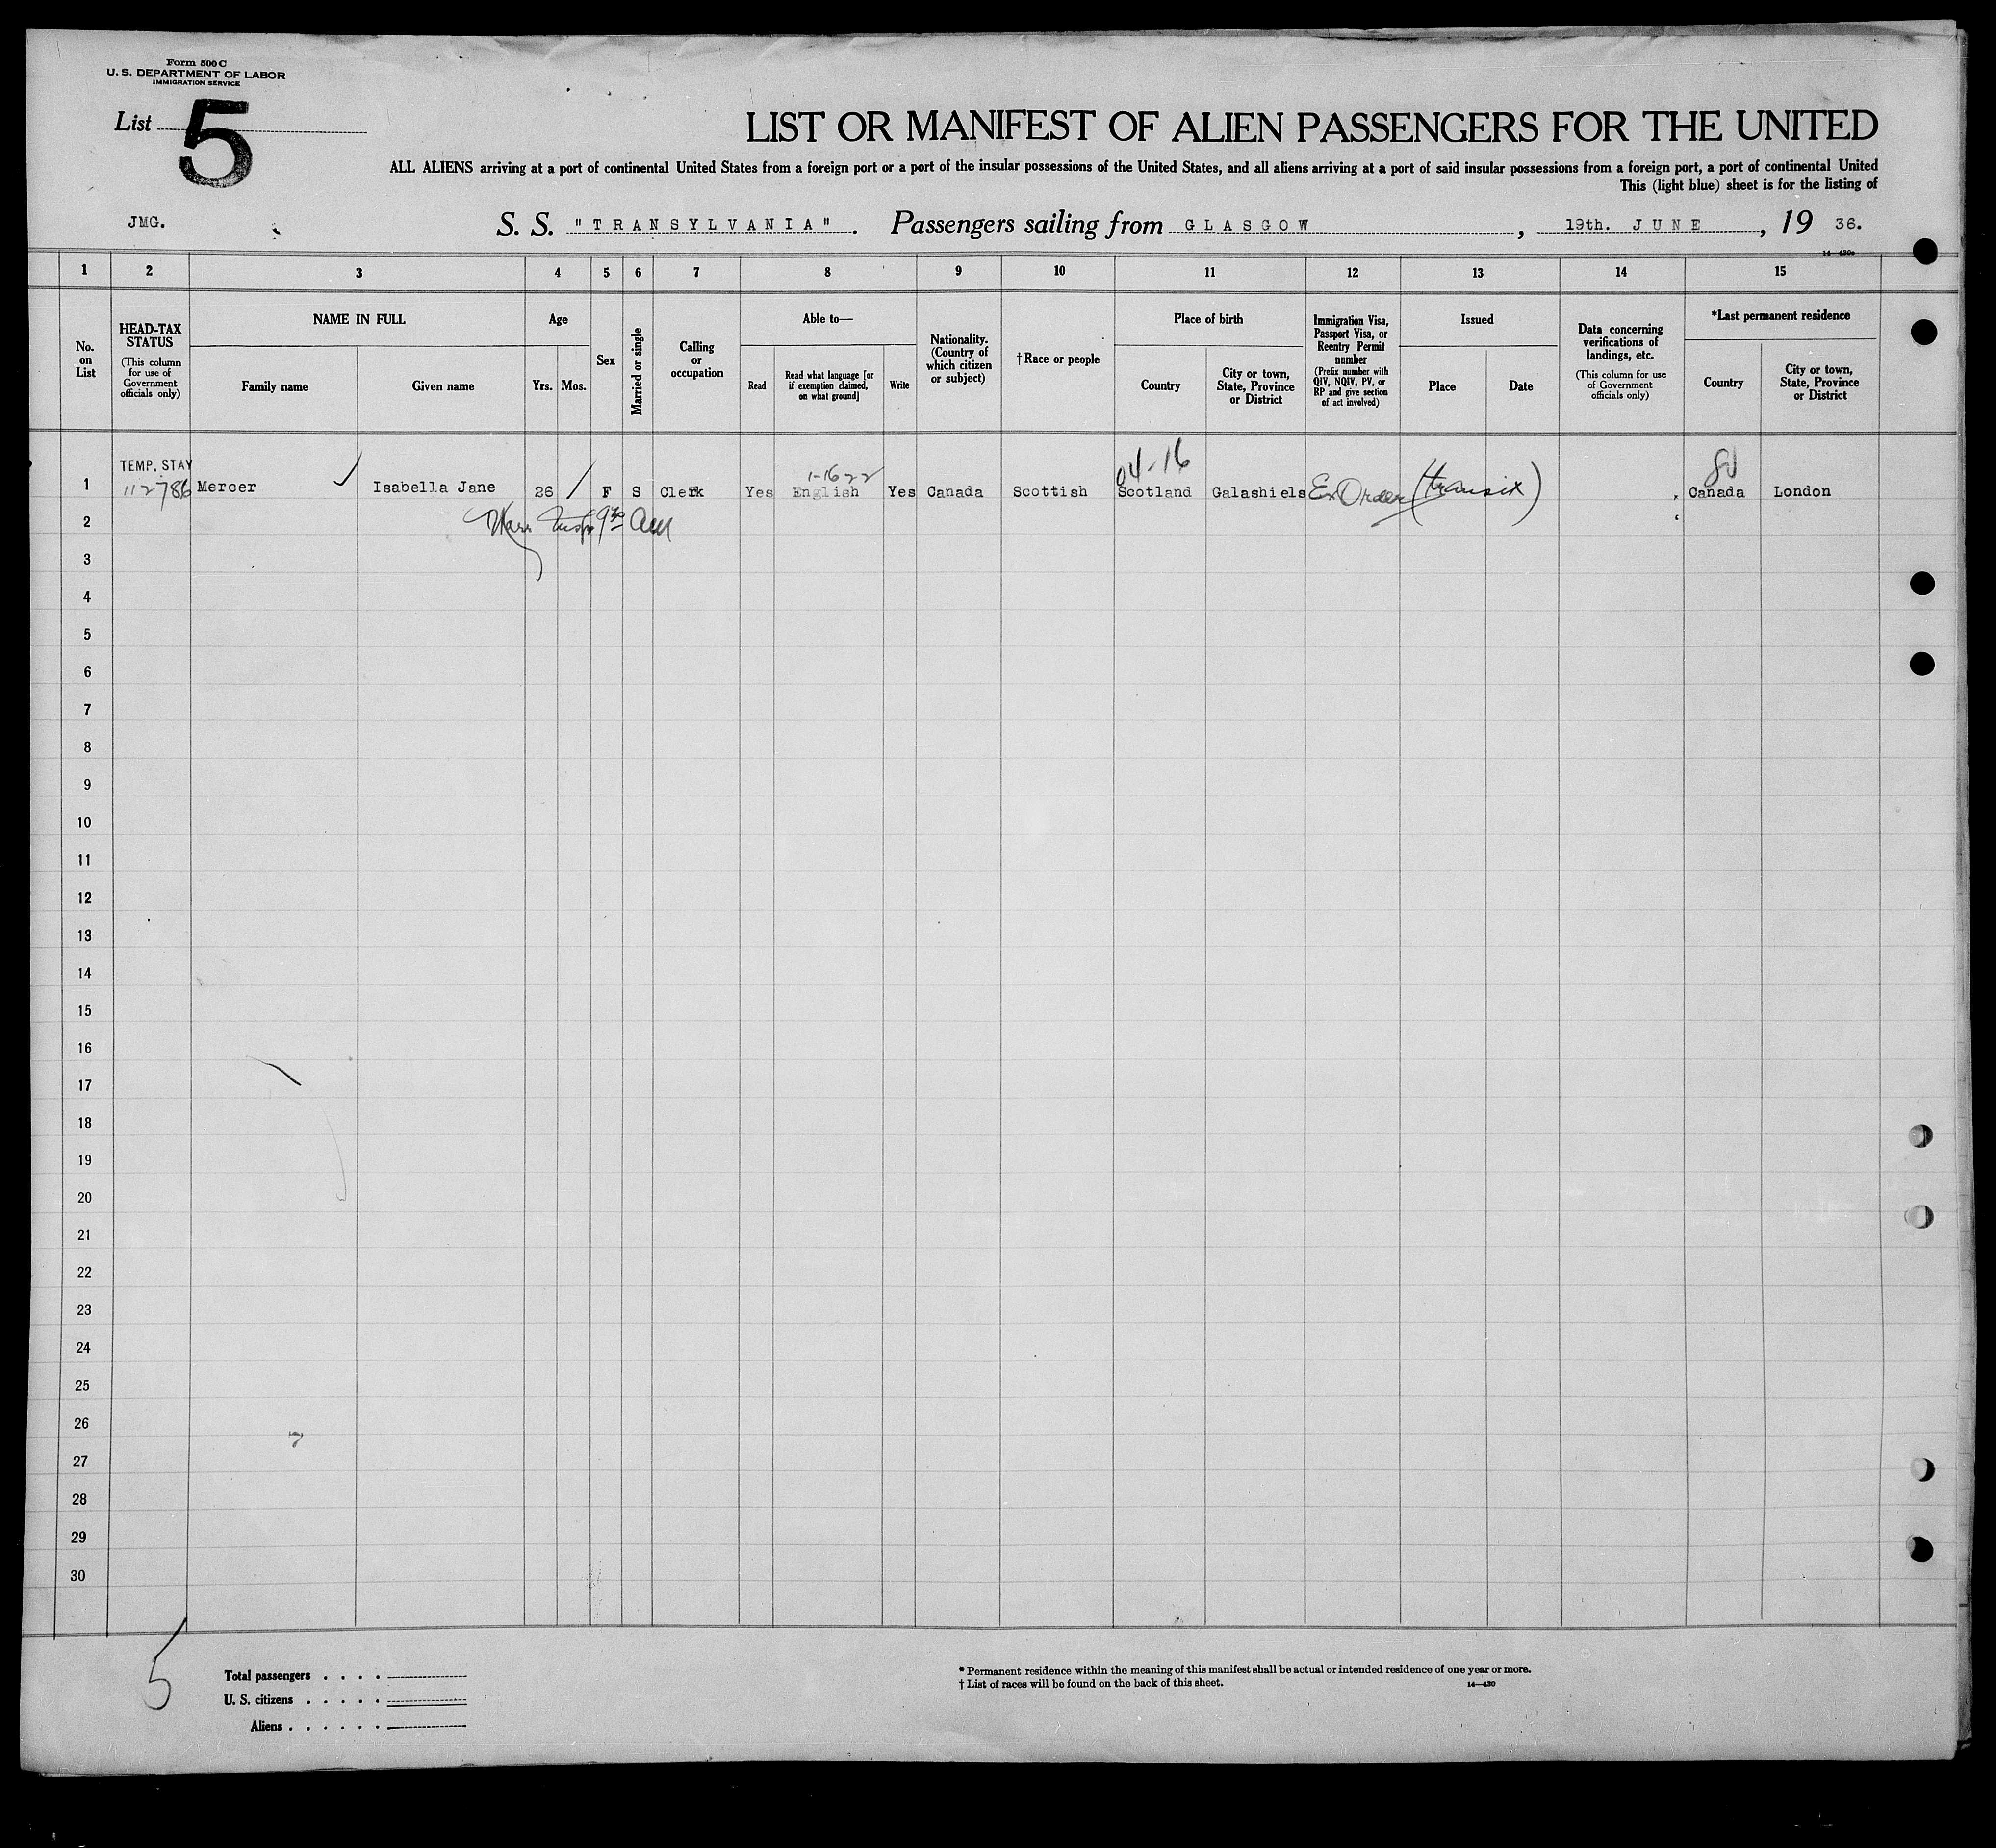 Form 500 C
U. S. DEPARTMENT OF LABOR
IMMIGRATION SERVICE
List 5
LIST OR MANIFEST OF ALIEN PASSENGERS FOR THE UNITED
ALL ALIENS arriving at a port of continental United States from a foreign port or a port of the insular possessions of the United States, and all aliens arriving at a port of said insular possessions from a foreign port, a port of continental United
This (light blue) sheet is for the listing of
JMG. S. S. "TRANSYLVANIA". Passengers sailing from GLASGOW, 19th. JUNE, 19 36.
1 2 3 4 5 6 7 8 9 10 11 12 13 14 15
No. on List
HEAD-TAX STATUS
(This column for use of Government officials only)
NAME IN FULL
Family name
Given name
Age
Yrs. Mos.
Sex
Married or single
Calling or occupation
Able to—
Read
Read what language [or if exemption claimed, on what ground]
Write
Nationality. (Country of which citizen or subject)
† Race or people
Place of birth
Country
City or town, State, Province or District
Immigration Visa, Passport Visa, or Reentry Permit number
(Prefix number with QIV, NQIV, PV, or RP and give section of act involved)
Issued
Place
Date
Data concerning verifications of landings, etc.
(This column for use of Government officials only)
*Last permanent residence
Country
City or town, State, Province or District
TEMP. STAY 1-1622 04-16
1 112786 Mercer Isabella Jane 26 F S Clerk Yes English Yes Canada Scottish Scotland Galashiels Ex Order (transit) Canada London
2
3
4
5
6
7
8
9
10
11
12
13
14
15
16
17
18
19
20
21
22
23
24
25
26
27
28
29
30
5
Total passengers . . . .
U. S. citizens . . . . .
Aliens . . . . . .
* Permanent residence within the meaning of this manifest shall be actual or intended residence of one year or more.
† List of races will be found on the back of this sheet. 14—430